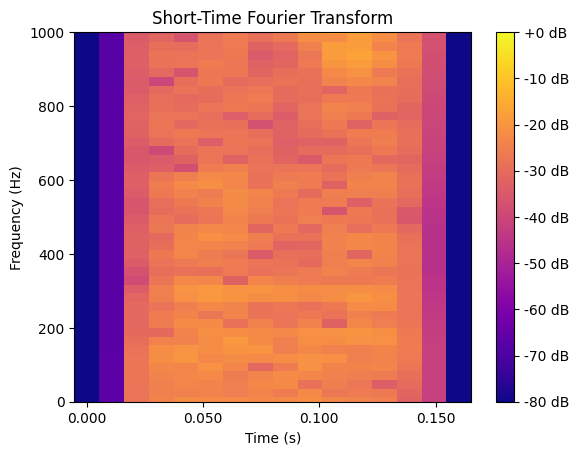 Short-Time Fourier Transform
1000
800
600
400
200
0
Frequency (Hz)
0.000
0.050
0.100
0.150
Time (s)
+0 dB
-10 dB
-20 dB
-30 dB
-40 dB
-50 dB
-60 dB
-70 dB
-80 dB